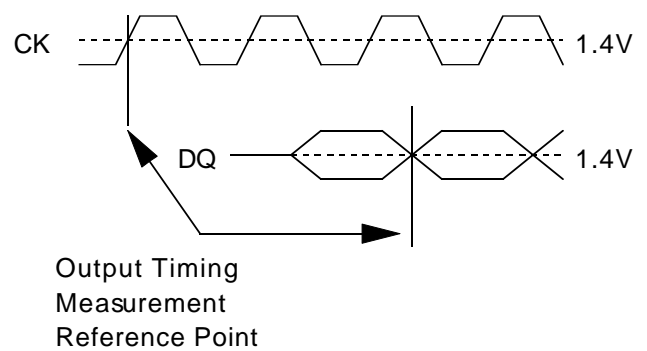 CK 1.4V
DQ 1.4V
Output Timing
Measurement
Reference Point